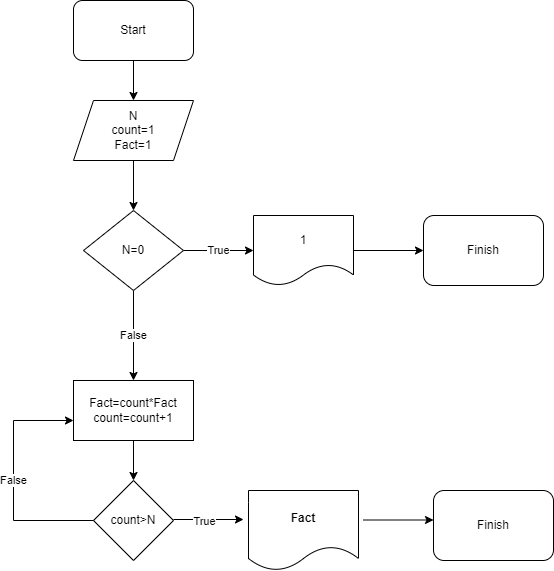 Start
N
count=1
Fact=1
N=0
True
1
Finish
False
Fact=count*Fact
count=count+1
False
count>N
True
Fact
Finish